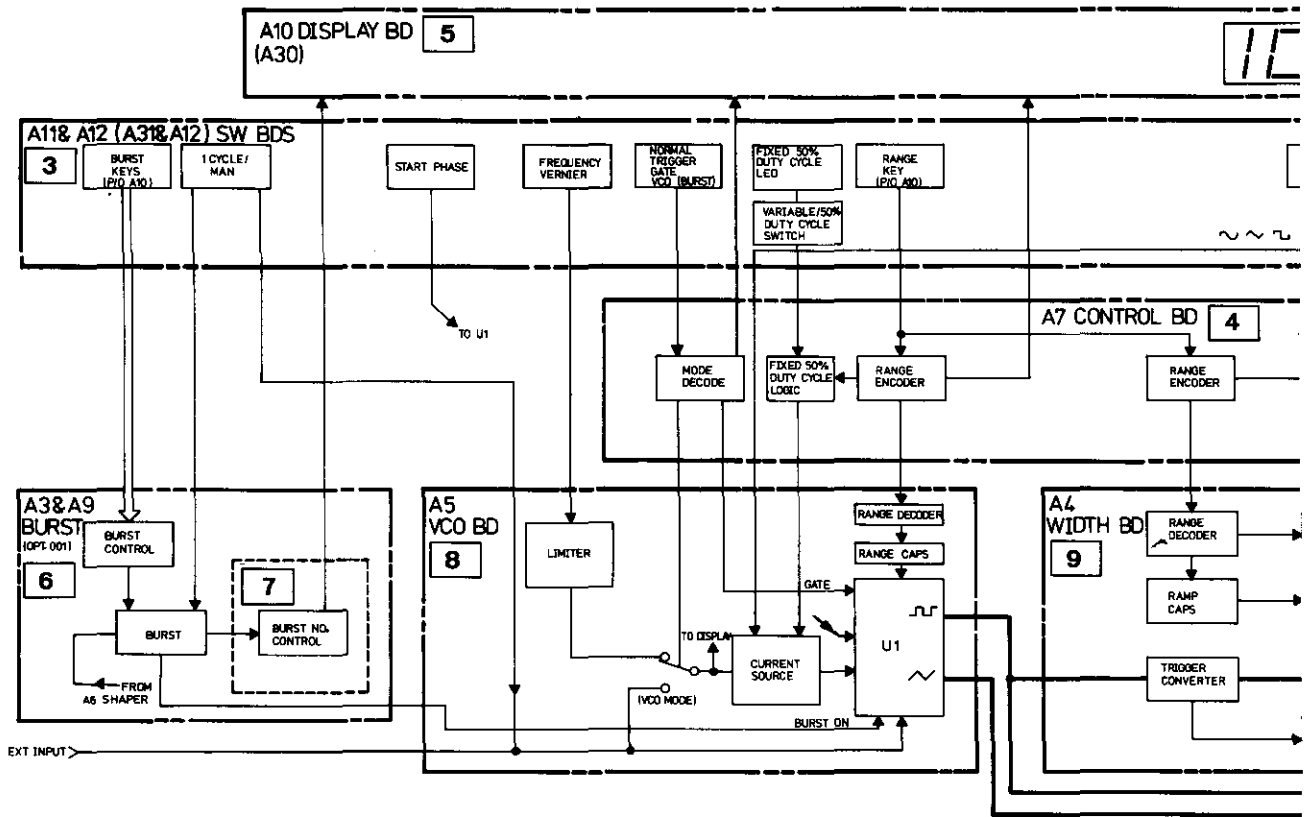 A10 DISPLAY BD
(A30)
5
A11& A12 (A31&A12) SW BDS
3
BURST
KEYS
(P/O A10)
1 CYCLE/
MAN
START PHASE
FREQUENCY
VERNIER
NORMAL
TRIGGER
GATE
VCO (BURST)
FIXED 50%
DUTY CYCLE
LED
VARIABLE/50%
DUTY CYCLE
SWITCH
RANGE
KEY
(P/O A10)
TO U1
A7 CONTROL BD
4
MODE
DECODE
FIXED 50%
DUTY CYCLE
LOGIC
RANGE
ENCODER
RANGE
ENCODER
A3&A9
BURST
(OPT. 001)
6
BURST
CONTROL
BURST
7
BURST NO.
CONTROL
FROM
A6 SHAPER
A5
VCO BD
8
LIMITER
RANGE DECODER
RANGE CAPS
GATE
TO DISPLAY
CURRENT
SOURCE
U1
(VCO MODE)
BURST ON
A4
WIDTH BD
9
RANGE
DECODER
RAMP
CAPS
TRIGGER
CONVERTER
EXT INPUT